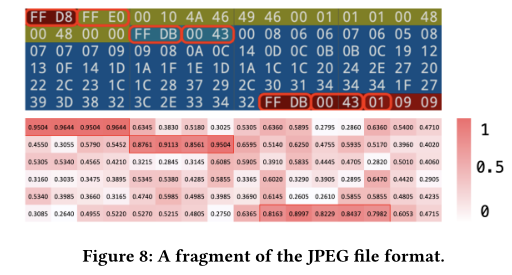 FF D8 FF E0 00 10 4A 46 49 46 00 01 01 01 00 48
00 48 00 00 FF DB 00 43 00 08 06 06 07 06 05 08
07 07 07 09 09 08 0A 0C 14 0D 0C 0B 0B 0C 19 12
13 0F 14 1D 1A 1F 1E 1D 1A 1C 1C 20 24 2E 27 20
22 2C 23 1C 1C 28 37 29 2C 30 31 34 34 34 1F 27
39 3D 38 32 3C 2E 33 34 32 FF DB 00 43 01 09 09
0.9504 0.9644 0.9504 0.9644 0.6345 0.3830 0.5180 0.3025 0.5305 0.6360 0.5895 0.2795 0.2860 0.6360 0.5400 0.4710
0.4550 0.3055 0.5790 0.5452 0.8761 0.9113 0.8561 0.9504 0.6595 0.5140 0.6250 0.4755 0.5935 0.5170 0.3960 0.4020
0.5305 0.5340 0.4565 0.4210 0.3215 0.2845 0.3145 0.6085 0.5905 0.3910 0.5835 0.4445 0.4705 0.2820 0.5010 0.4060
0.3160 0.3035 0.3475 0.3895 0.5345 0.5355 0.5380 0.4285 0.5855 0.3365 0.6020 0.3290 0.3905 0.2895 0.6470 0.4420 0.2905
0.5340 0.3985 0.3660 0.3165 0.4740 0.5985 0.4985 0.3985 0.3690 0.6145 0.2605 0.2610 0.5855 0.5855 0.4805 0.4235
0.3085 0.2640 0.4955 0.5220 0.5270 0.5215 0.4805 0.2750 0.6365 0.8163 0.8997 0.8229 0.8437 0.7982 0.6053 0.4715
1
0.5
0
Figure 8: A fragment of the JPEG file format.